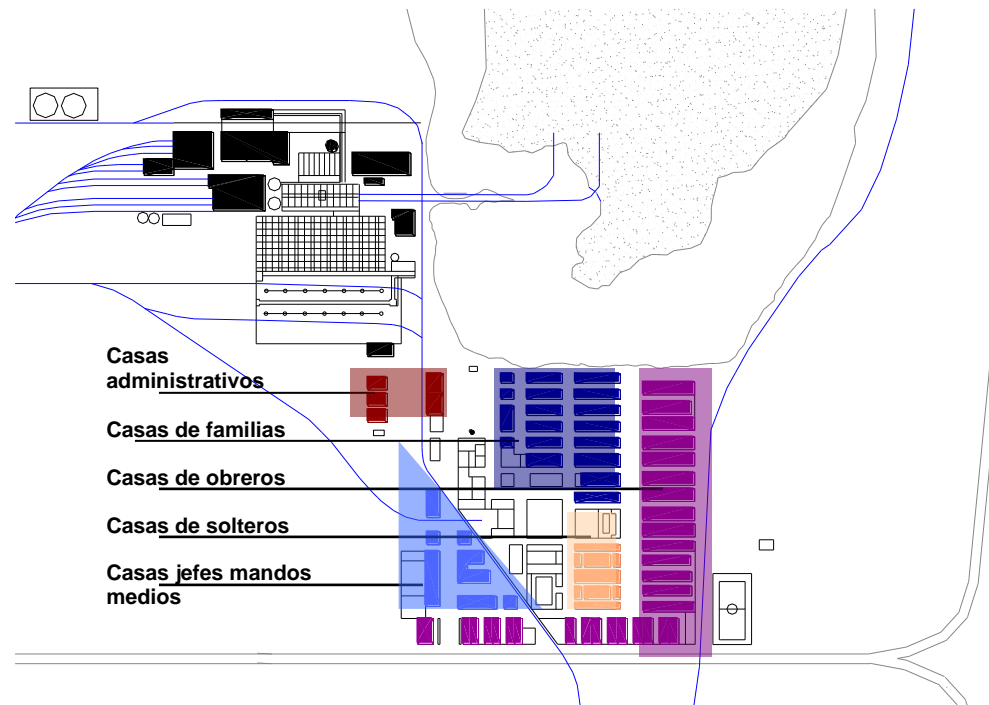 Casas
administrativos
Casas de familias
Casas de obreros
Casas de solteros
Casas jefes mandos
medios